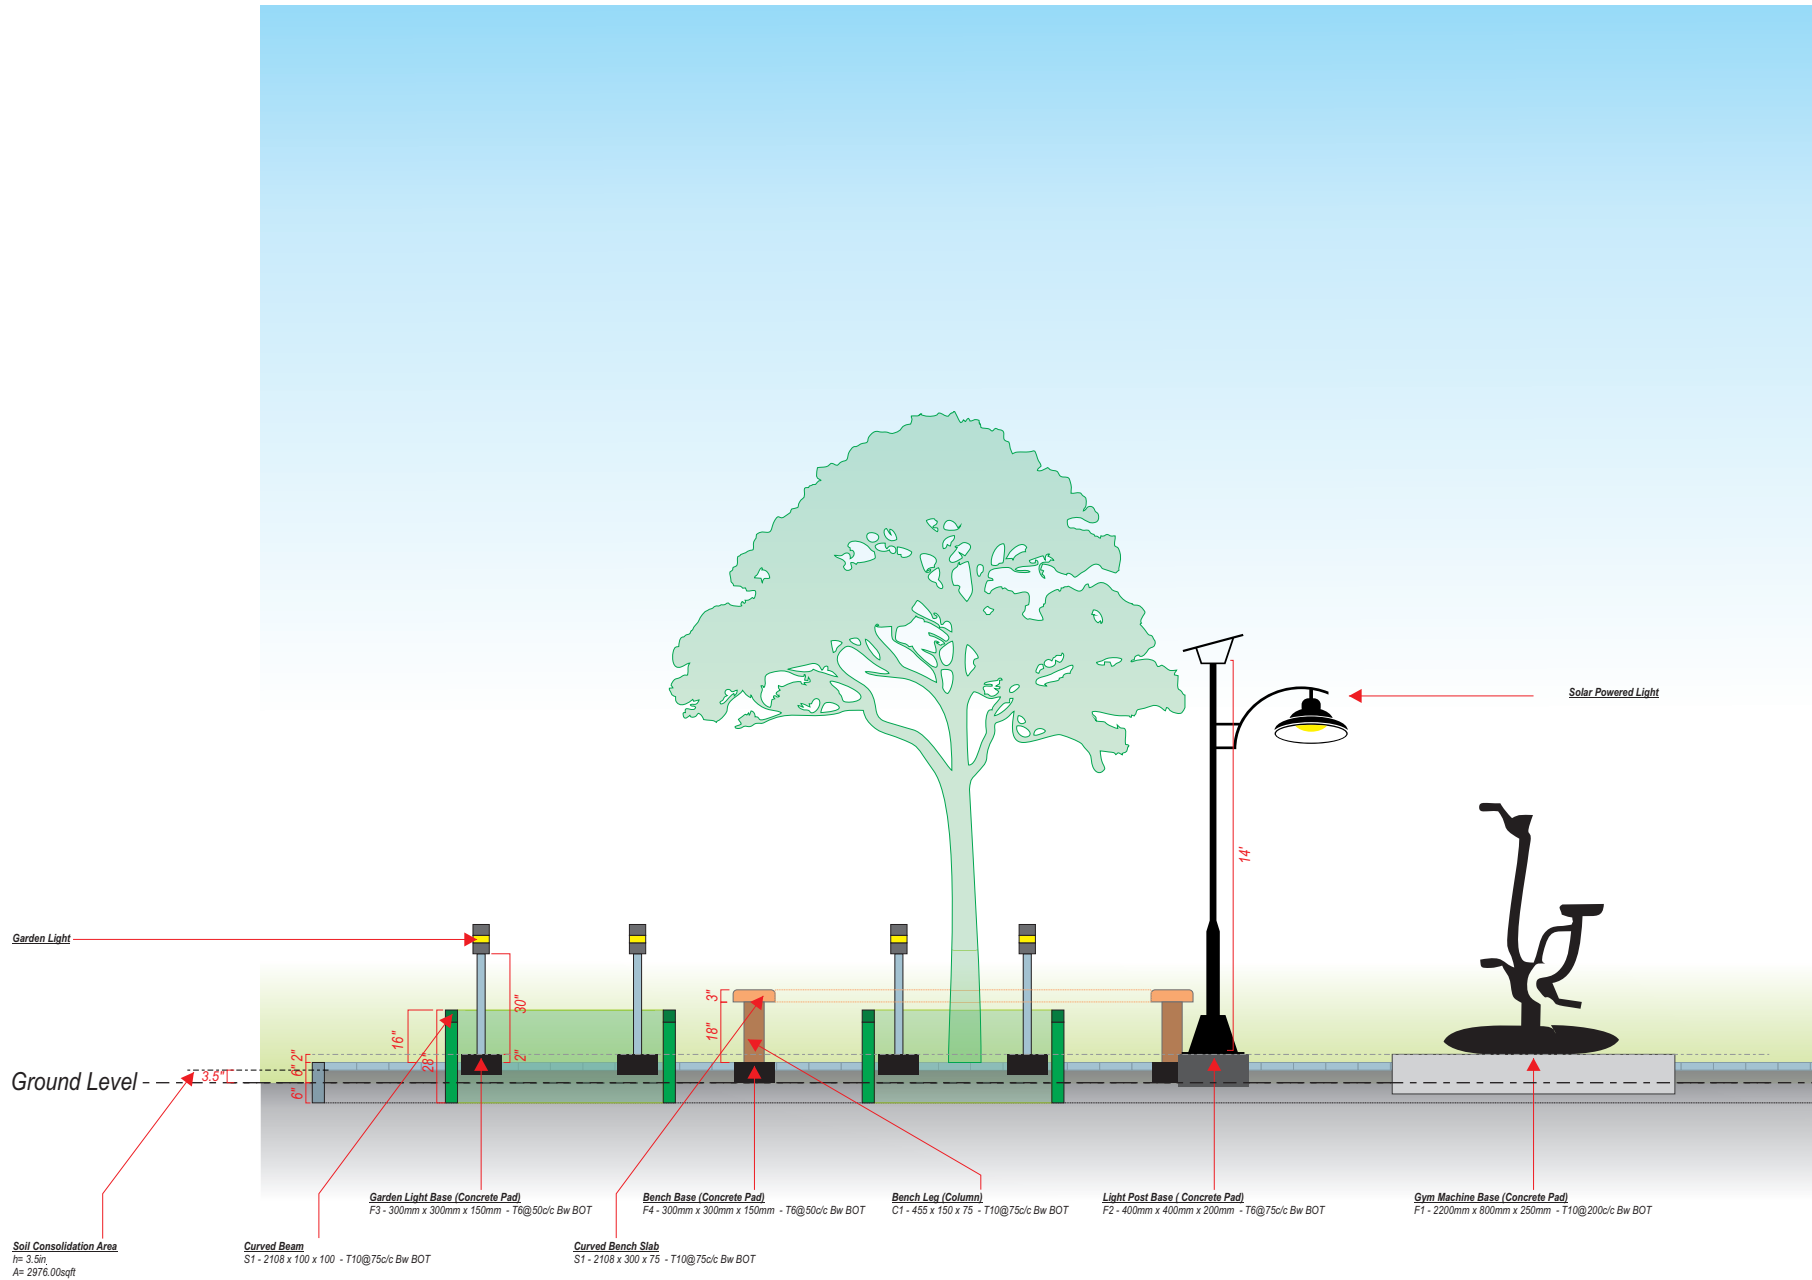 Solar Powered Light
14'
Garden Light
30"
3"
16"
18"
28"
2"
2"
6"
3.5"
Ground Level
6"
Garden Light Base (Concrete Pad)
F3 - 300mm x 300mm x 150mm - T6@50c/c Bw BOT
Bench Base (Concrete Pad)
F4 - 300mm x 300mm x 150mm - T6@50c/c Bw BOT
Bench Leg (Column)
C1 - 455 x 150 x 75 - T10@75c/c Bw BOT
Light Post Base ( Concrete Pad)
F2 - 400mm x 400mm x 200mm - T6@75c/c Bw BOT
Gym Machine Base (Concrete Pad)
F1 - 2200mm x 800mm x 250mm - T10@200c/c Bw BOT
Soil Consolidation Area
h= 3.5in
A= 2976.00sqft
Curved Beam
S1 - 2108 x 100 x 100 - T10@75c/c Bw BOT
Curved Bench Slab
S1 - 2108 x 300 x 75 - T10@75c/c Bw BOT